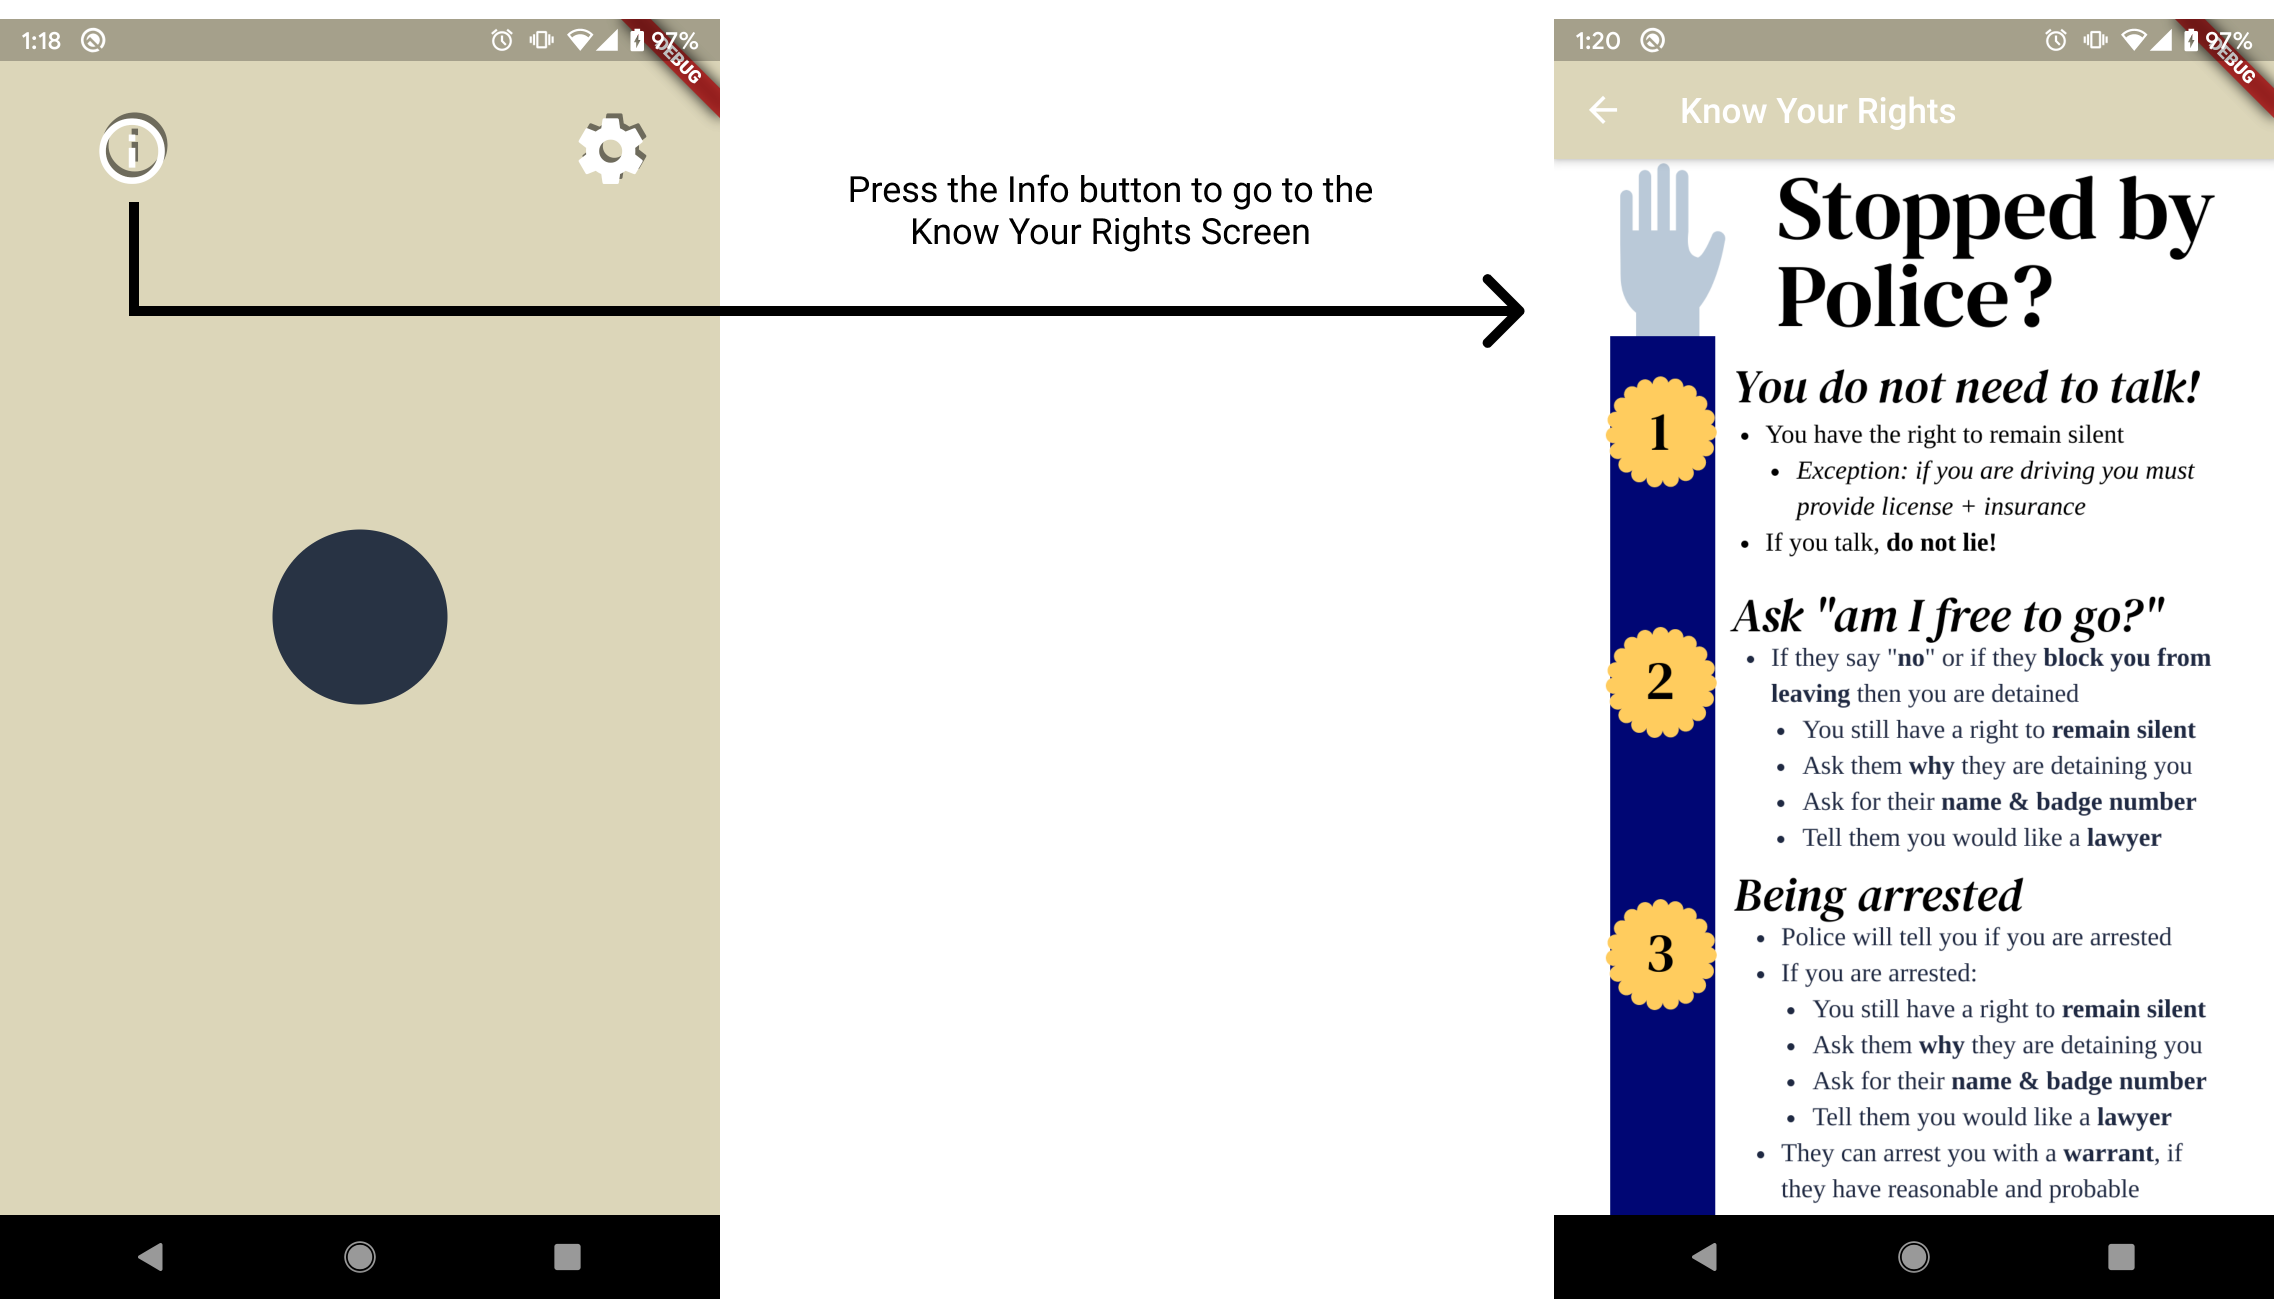 1:18
97%
DEBUG
Press the Info button to go to the
Know Your Rights Screen
1:20
97%
DEBUG
Know Your Rights
Stopped by
Police?
1
You do not need to talk!
• You have the right to remain silent
• Exception: if you are driving you must
provide license + insurance
• If you talk, do not lie!
2
Ask "am I free to go?"
• If they say "no" or if they block you from
leaving then you are detained
• You still have a right to remain silent
• Ask them why they are detaining you
• Ask for their name & badge number
• Tell them you would like a lawyer
3
Being arrested
• Police will tell you if you are arrested
• If you are arrested:
• You still have a right to remain silent
• Ask them why they are detaining you
• Ask for their name & badge number
• Tell them you would like a lawyer
• They can arrest you with a warrant, if
they have reasonable and probable